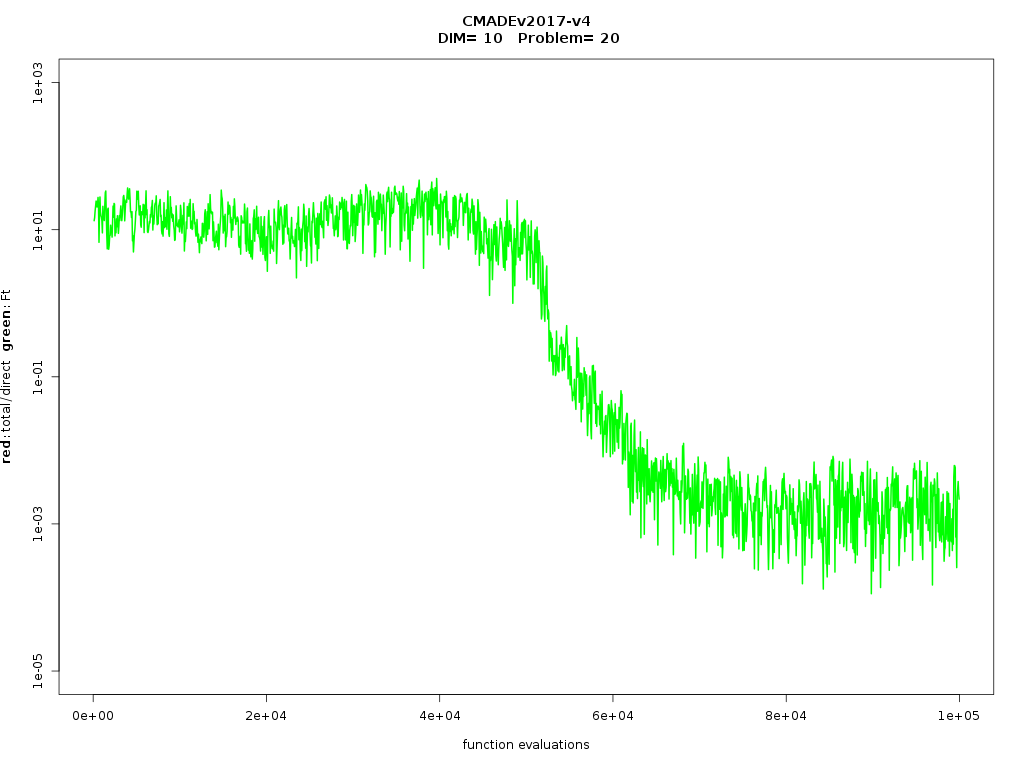 CMADEv2017-v4
DIM= 10 Problem= 20
1e+03
1e+01
1e-01
1e-03
1e-05
red: total/direct green: Ft
0e+00 2e+04 4e+04 6e+04 8e+04 1e+05
function evaluations